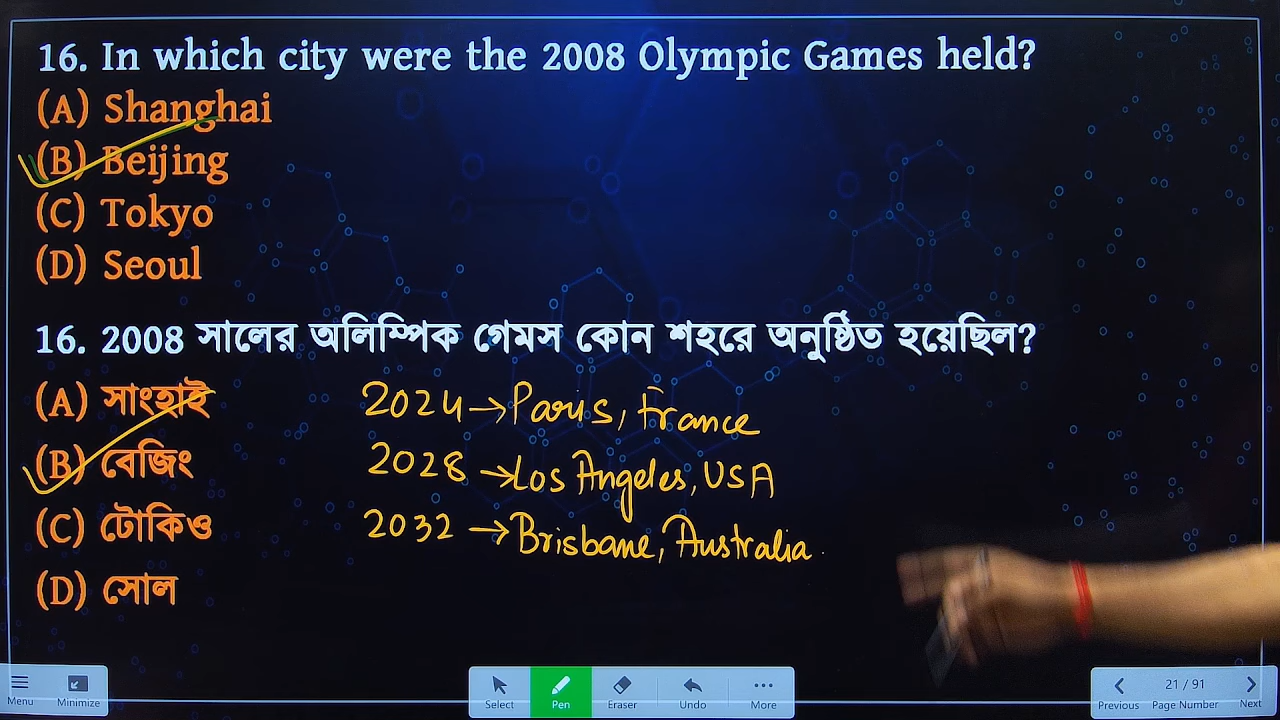 16. In which city were the 2008 Olympic Games held?
(A) Shanghai
(B) Beijing
(C) Tokyo
(D) Seoul
16. 2008 সালের অলিম্পিক গেমস কোন শহরে অনুষ্ঠিত হয়েছিল?
(A) সাংহাই
(B) বেজিং
(C) টোকিও
(D) সোল
2024 → Paris, France
2028 → Los Angeles, USA
2032 → Brisbane, Australia
Menu Minimize Select Pen Eraser Undo More Previous 21 / 91 Page Number Next